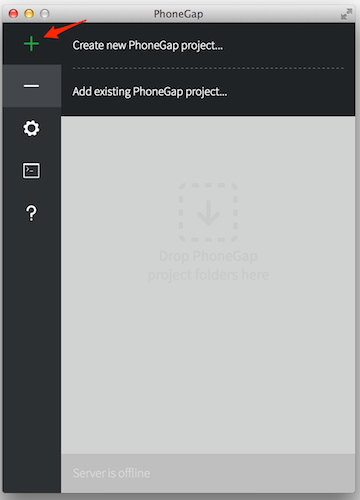 PhoneGap
Create new PhoneGap project...
Add existing PhoneGap project...
?
Drop PhoneGap
project folders here
Server is offline